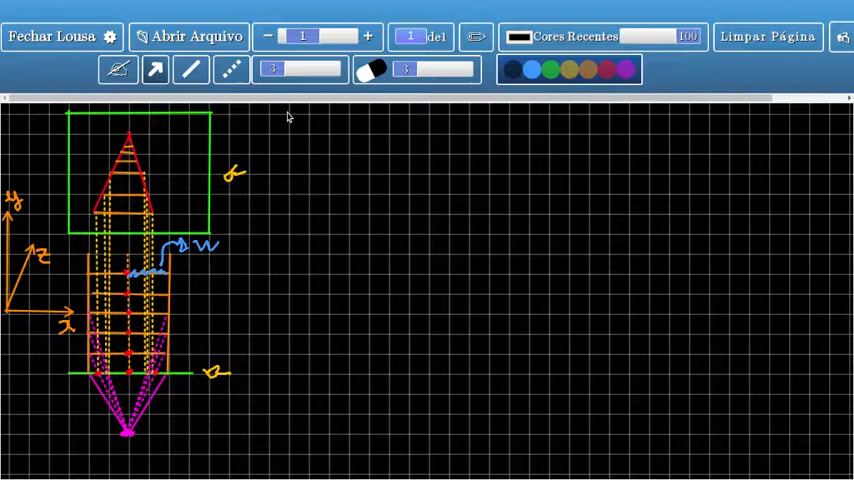 Fechar Lousa Abrir Arquivo 1 1 de1 Cores Recentes 100 Limpar Página
3 3
y
z
W
x